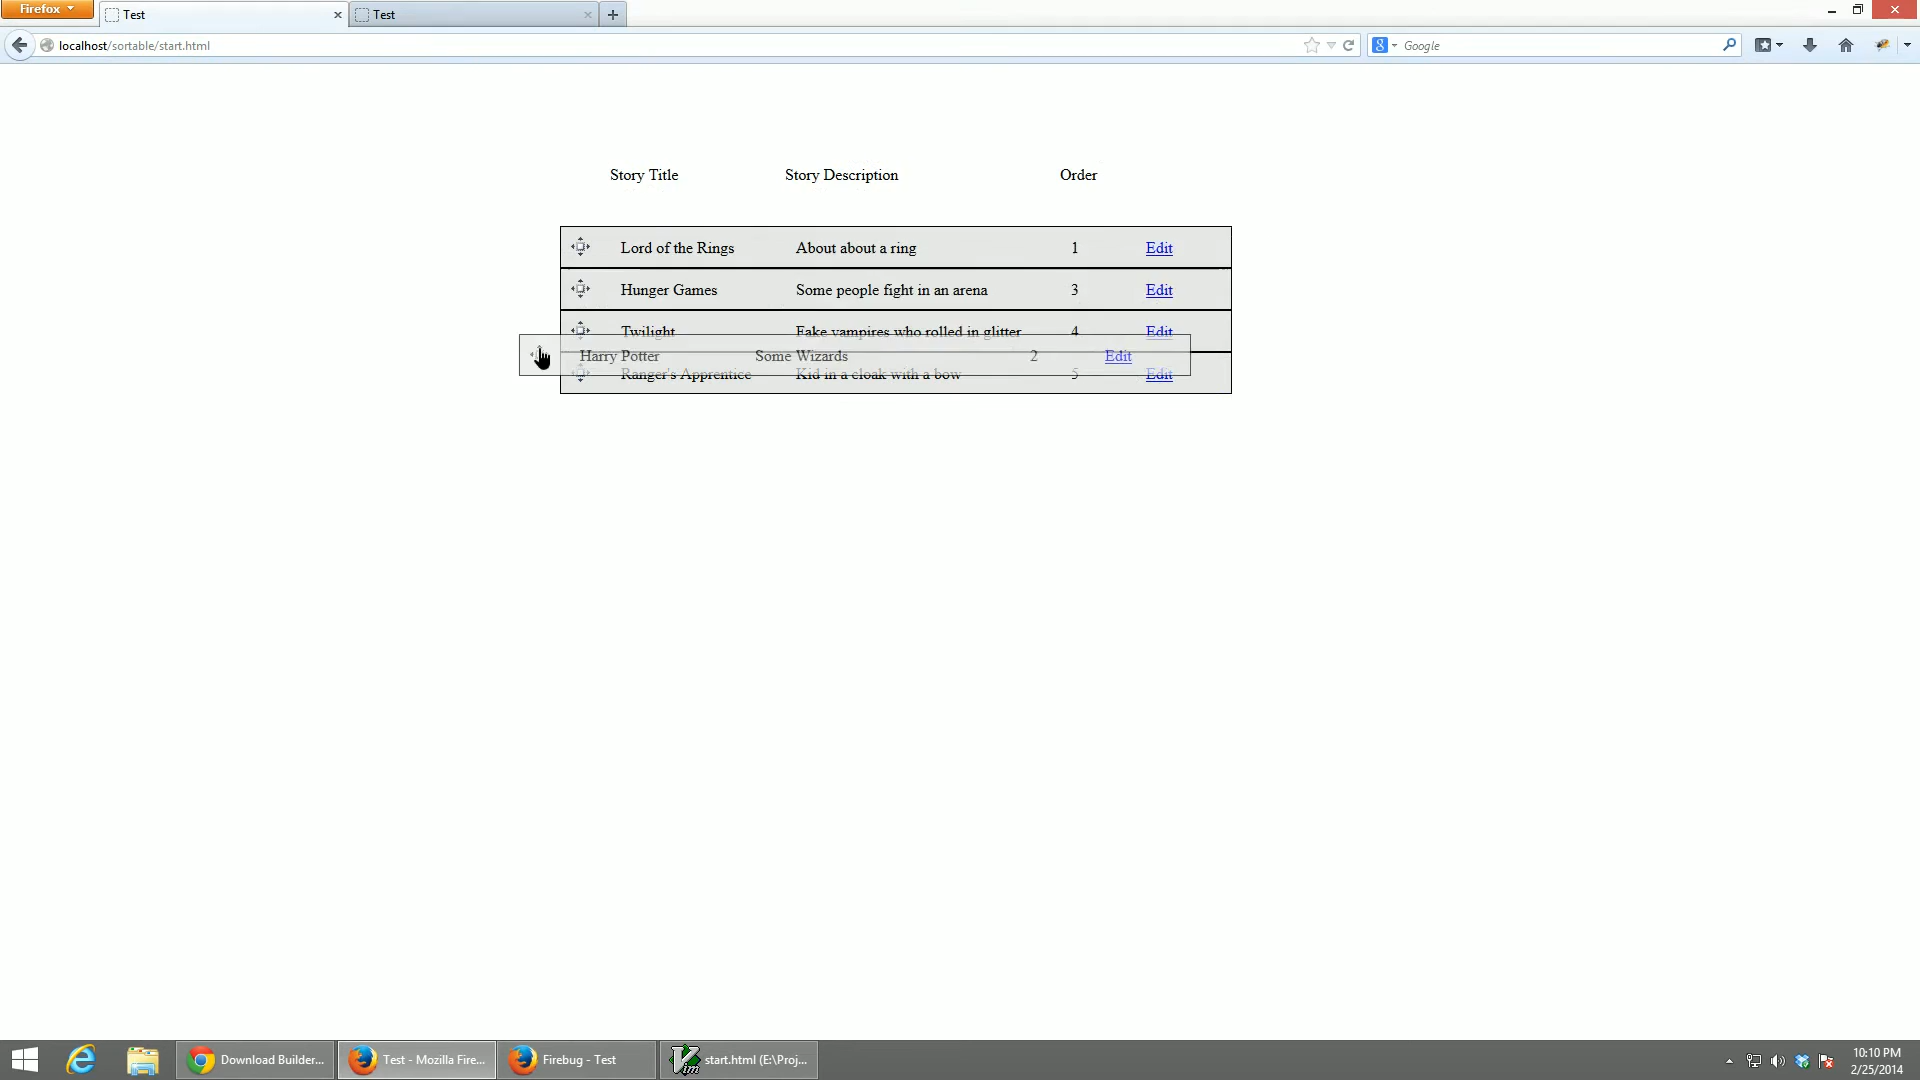 Firefox
Test
Test
localhost/sortable/start.html
Google
Story Title Story Description Order
Lord of the Rings About about a ring 1 Edit
Hunger Games Some people fight in an arena 3 Edit
Twilight Fake vampires who rolled in glitter 4 Edit
Harry Potter Some Wizards 2 Edit
Ranger's Apprentice Kid in a cloak with a bow 5 Edit
Download Builder...
Test - Mozilla Fire...
Firebug - Test
start.html (E:\Proj...
10:10 PM
2/25/2014